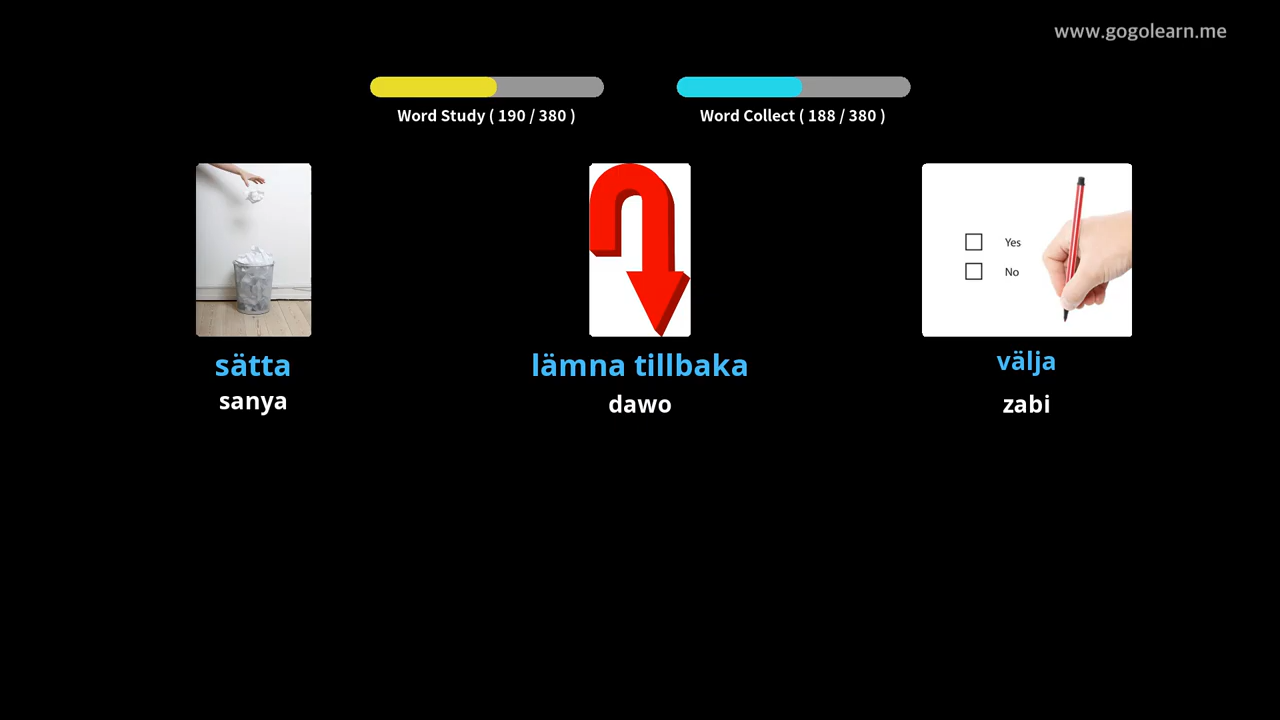 www.gogolearn.me
Word Study ( 190 / 380 )
Word Collect ( 188 / 380 )
Yes
No
sätta
lämna tillbaka
välja
sanya
dawo
zabi